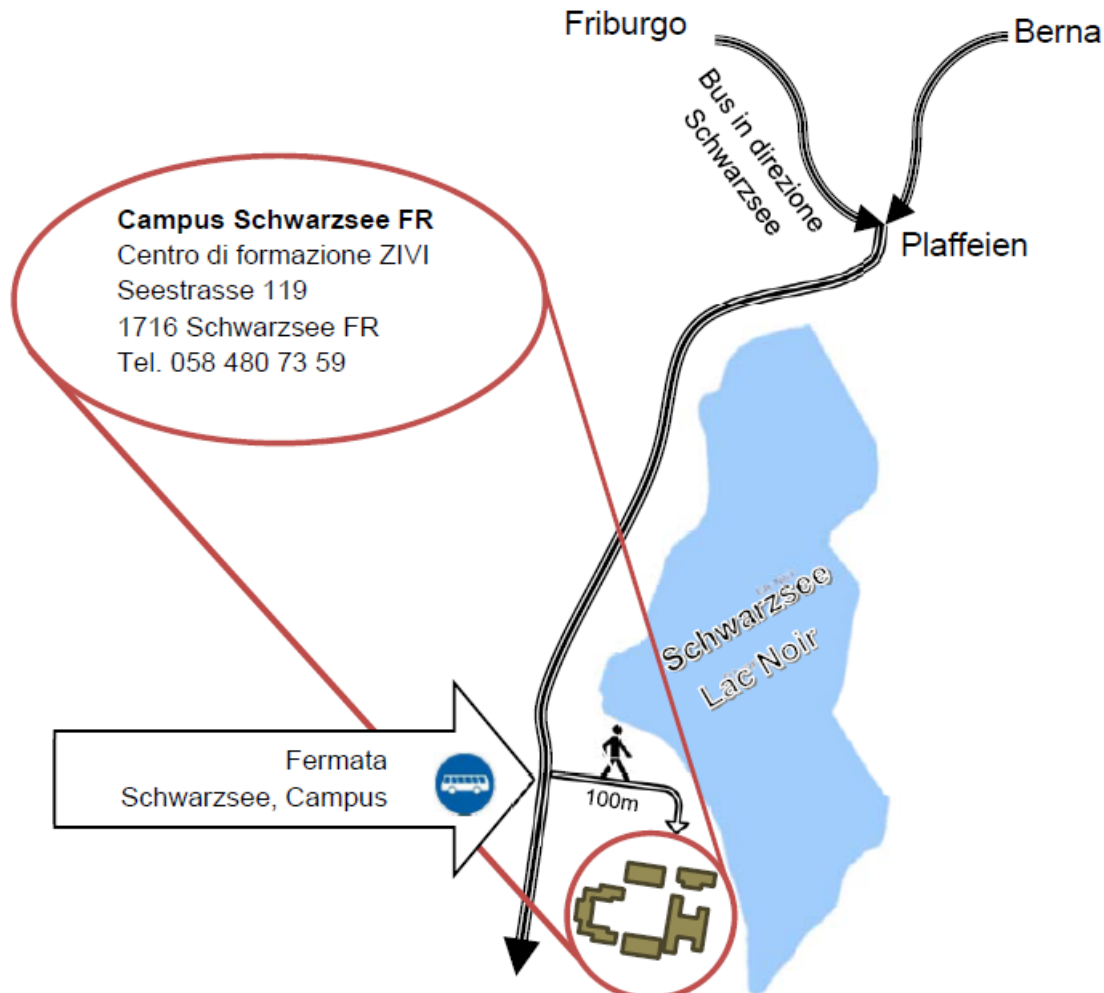 Friburgo
Berna
Bus in direzione
Schwarzsee
Plaffeien
Campus Schwarzsee FR
Centro di formazione ZIVI
Seestrasse 119
1716 Schwarzsee FR
Tel. 058 480 73 59
Schwarzsee
Lac Noir
Fermata
Schwarzsee, Campus
100m